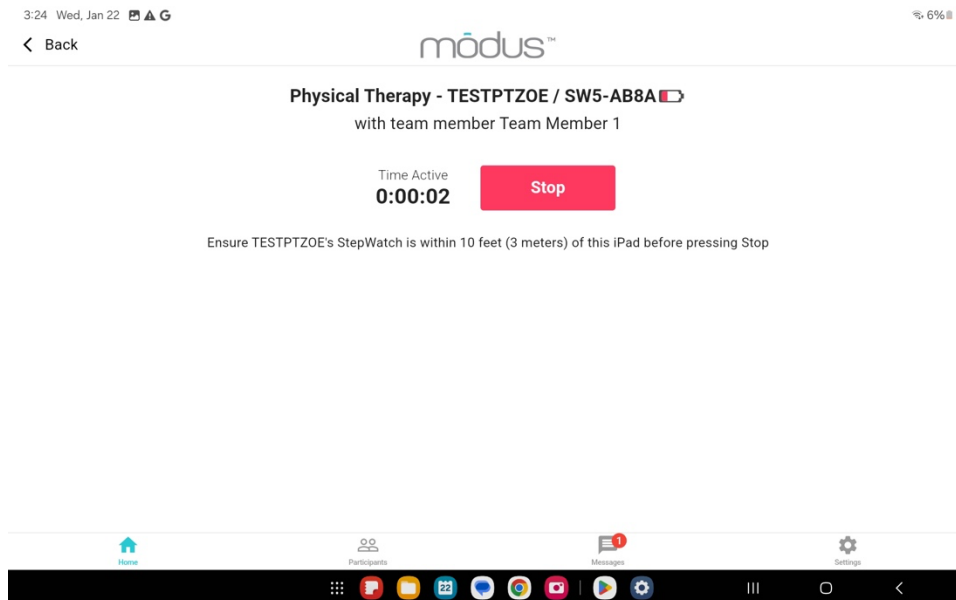 3:24 Wed, Jan 22 G 6%
Back
mōdus™
Physical Therapy - TESTPTZOE / SW5-AB8A
with team member Team Member 1
Time Active
0:00:02
Stop
Ensure TESTPTZOE's StepWatch is within 10 feet (3 meters) of this iPad before pressing Stop
1
Home Participants Messages Settings
22